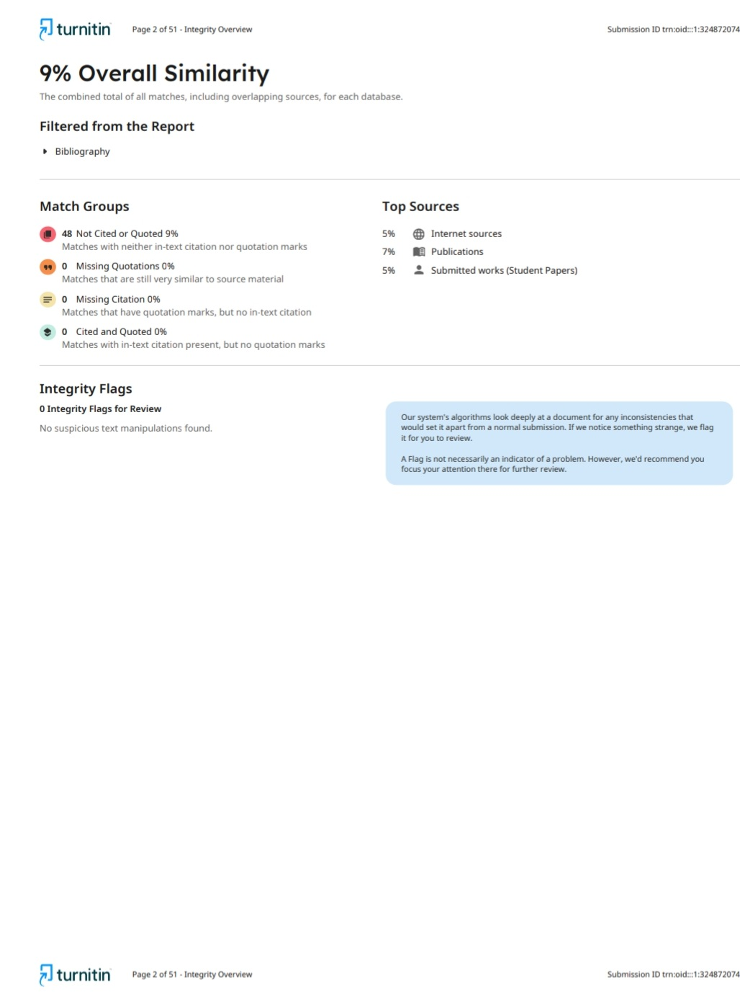 turnitin Page 2 of 51 - Integrity Overview Submission ID trn:oid:::1:324872074
9% Overall Similarity
The combined total of all matches, including overlapping sources, for each database.
Filtered from the Report
Bibliography
Match Groups
48 Not Cited or Quoted 9%
Matches with neither in-text citation nor quotation marks
0 Missing Quotations 0%
Matches that are still very similar to source material
0 Missing Citation 0%
Matches that have quotation marks, but no in-text citation
0 Cited and Quoted 0%
Matches with in-text citation present, but no quotation marks
Top Sources
5% Internet sources
7% Publications
5% Submitted works (Student Papers)
Integrity Flags
0 Integrity Flags for Review
No suspicious text manipulations found.
Our system's algorithms look deeply at a document for any inconsistencies that
would set it apart from a normal submission. If we notice something strange, we flag
it for you to review.
A Flag is not necessarily an indicator of a problem. However, we'd recommend you
focus your attention there for further review.
turnitin Page 2 of 51 - Integrity Overview Submission ID trn:oid:::1:324872074